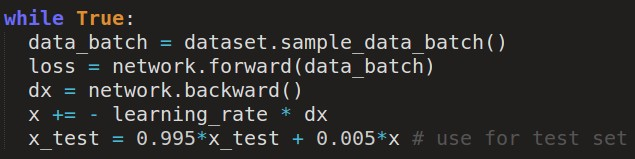 while True:
  data_batch = dataset.sample_data_batch()
  loss = network.forward(data_batch)
  dx = network.backward()
  x += - learning_rate * dx
  x_test = 0.995*x_test + 0.005*x # use for test set